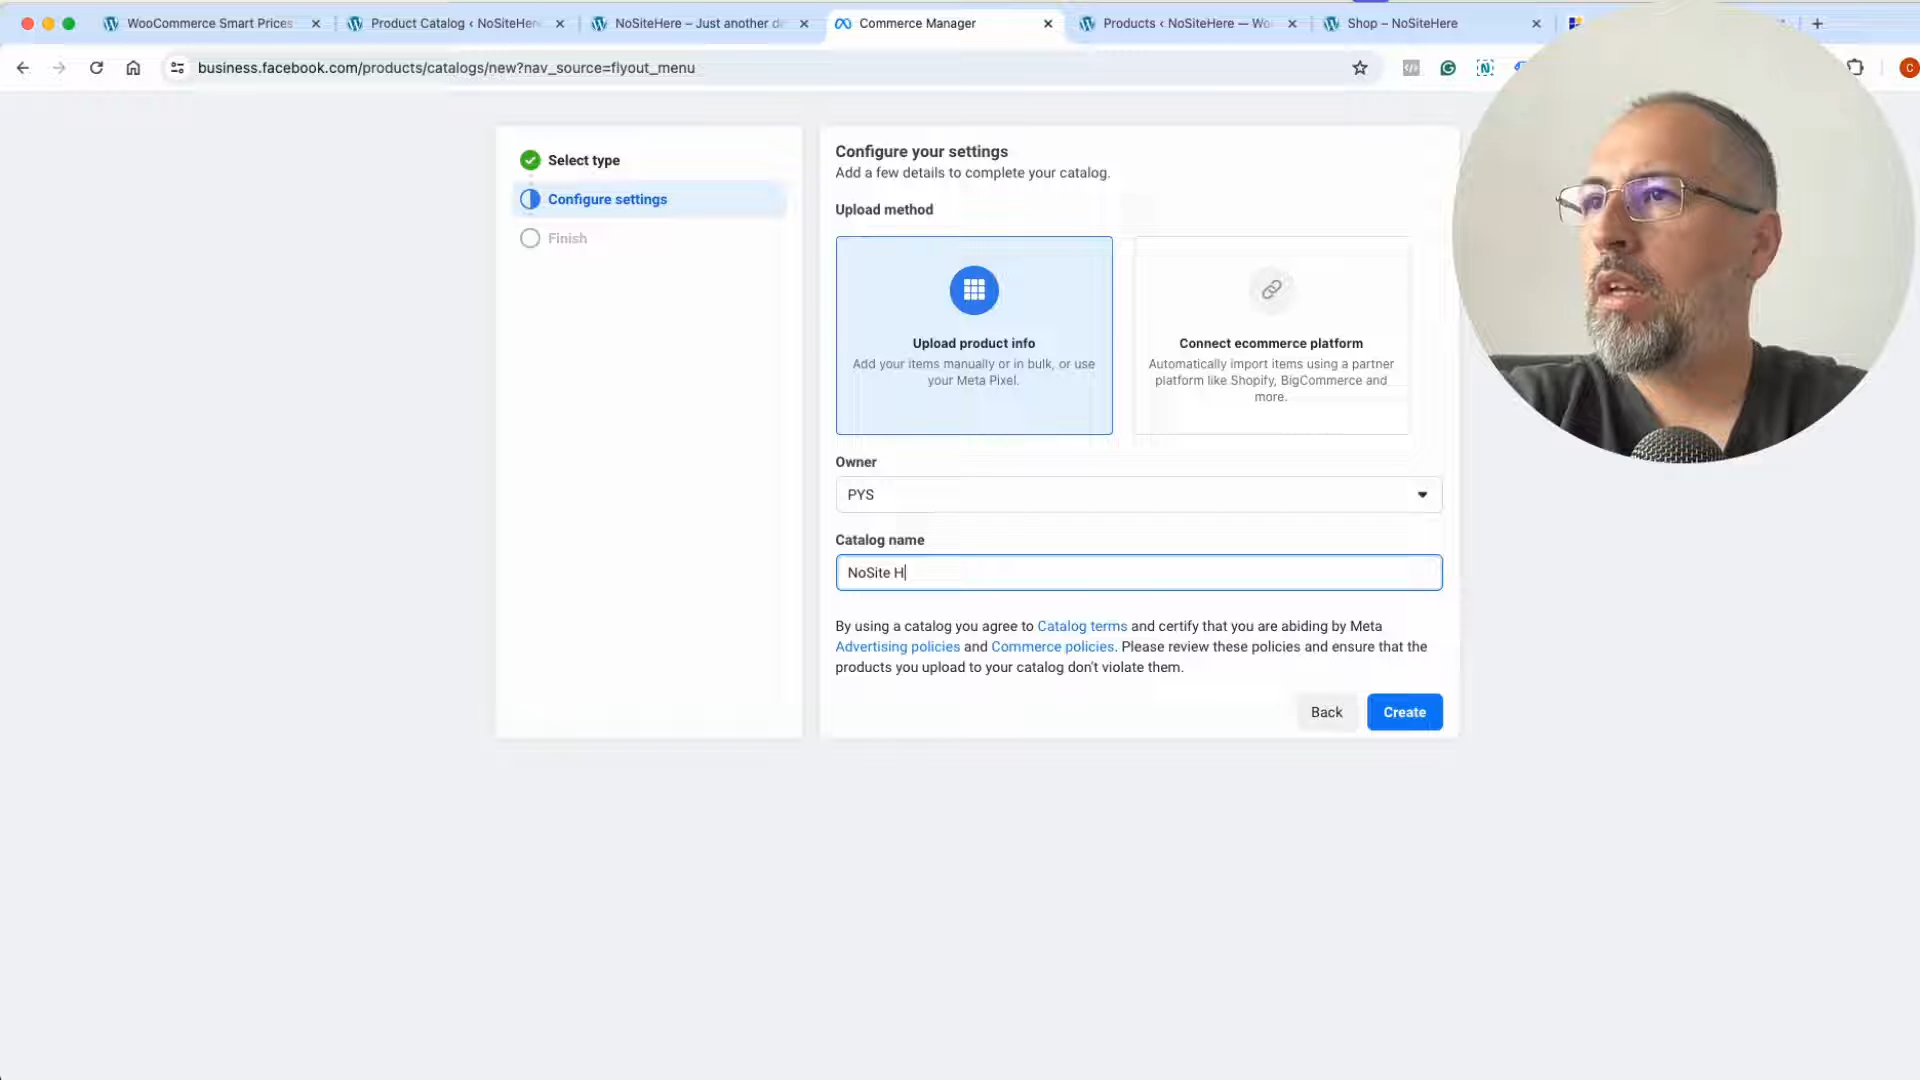 WooCommerce Smart Prices
Product Catalog ‹ NoSiteHere
NoSiteHere – Just another de
Commerce Manager
Products ‹ NoSiteHere — Wo
Shop – NoSiteHere
business.facebook.com/products/catalogs/new?nav_source=flyout_menu
C
Select type
Configure settings
Finish
Configure your settings
Add a few details to complete your catalog.
Upload method
Upload product info
Add your items manually or in bulk, or use
your Meta Pixel.
Connect ecommerce platform
Automatically import items using a partner
platform like Shopify, BigCommerce and
more.
Owner
PYS
Catalog name
NoSite H
By using a catalog you agree to Catalog terms and certify that you are abiding by Meta
Advertising policies and Commerce policies. Please review these policies and ensure that the
products you upload to your catalog don't violate them.
Back
Create